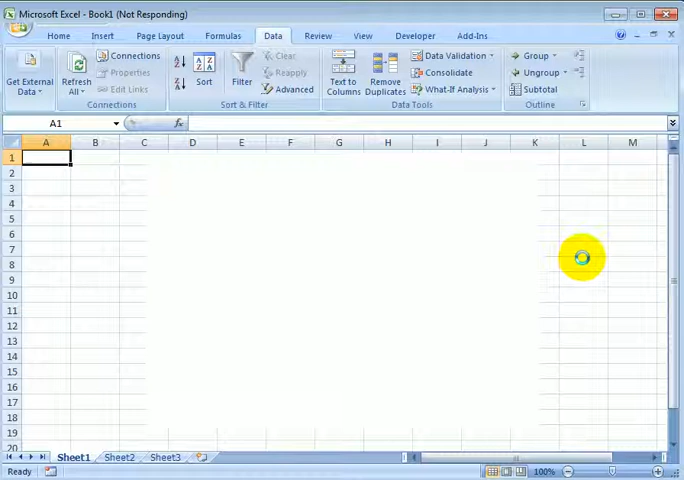 Microsoft Excel - Book1 (Not Responding)
Home Insert Page Layout Formulas Data Review View Developer Add-Ins
Get External Data
Refresh All
Connections
Properties
Edit Links
Connections
Sort
Filter
Clear
Reapply
Advanced
Sort & Filter
Text to Columns
Remove Duplicates
Data Validation
Consolidate
What-If Analysis
Data Tools
Group
Ungroup
Subtotal
Outline
A1 fx
A B C D E F G H I J K L M
1
2
3
4
5
6
7
8
9
10
11
12
13
14
15
16
17
18
19
20
Sheet1 Sheet2 Sheet3
Ready 100%